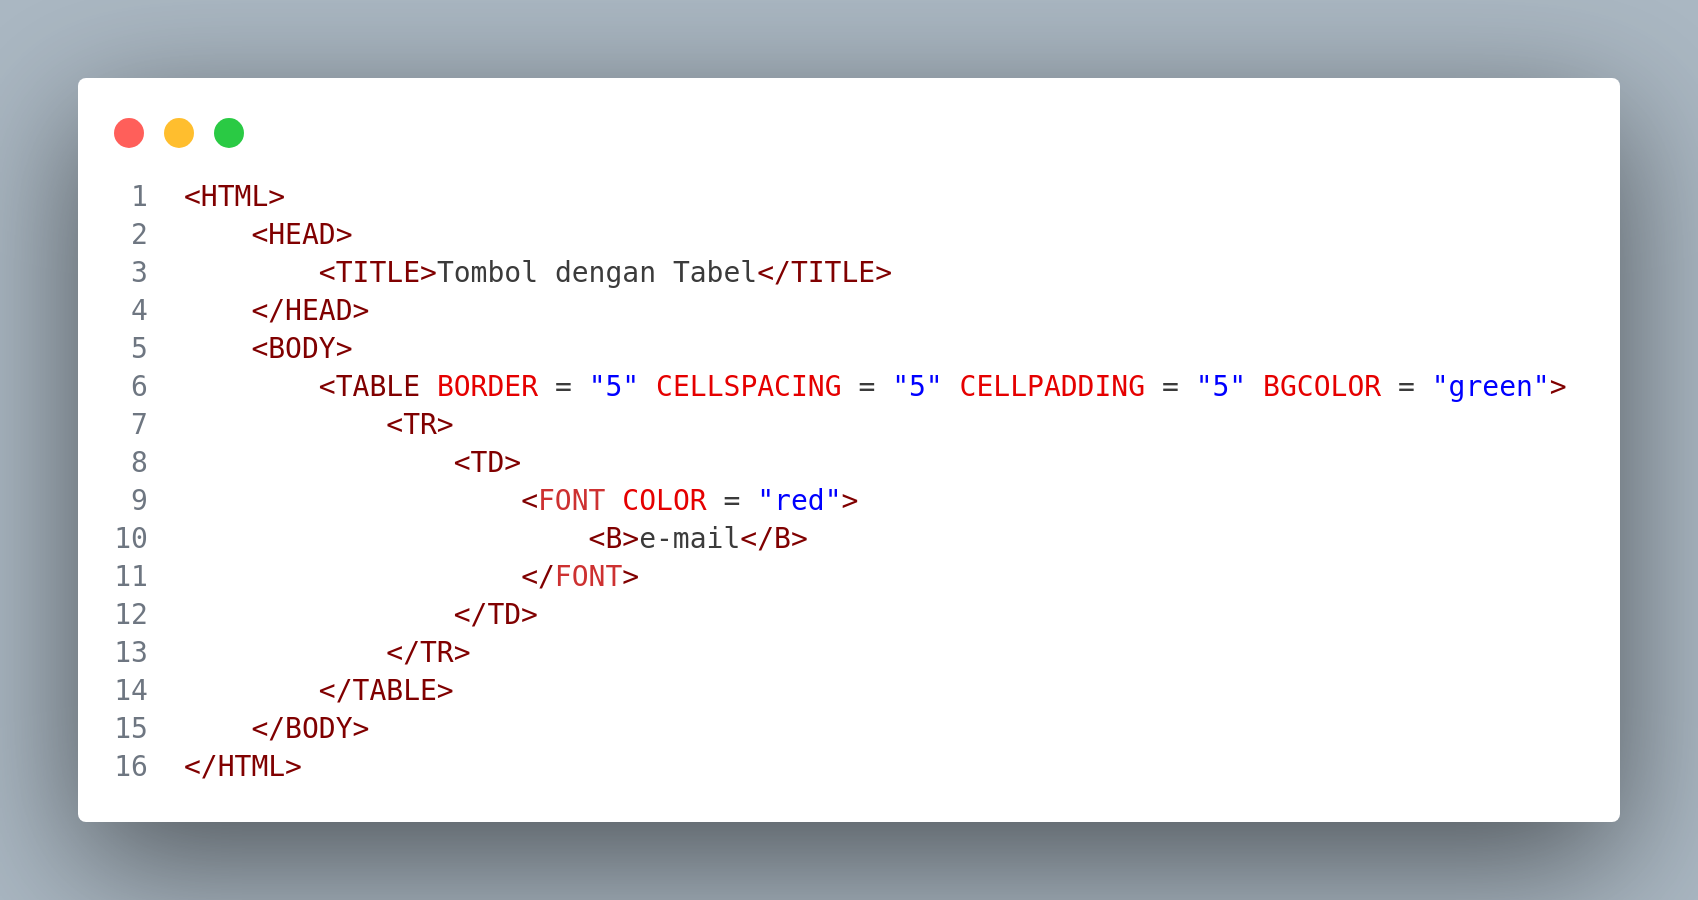 1 <HTML>
2     <HEAD>
3         <TITLE>Tombol dengan Tabel</TITLE>
4     </HEAD>
5     <BODY>
6         <TABLE BORDER = "5" CELLSPACING = "5" CELLPADDING = "5" BGCOLOR = "green">
7             <TR>
8                 <TD>
9                     <FONT COLOR = "red">
10                         <B>e-mail</B>
11                     </FONT>
12                 </TD>
13             </TR>
14         </TABLE>
15     </BODY>
16 </HTML>